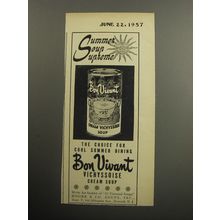 JUNE 22, 1957
Summer
Soup
Supreme
Bon Vivant
CREAM VICHYSSOISE
SOUP
THE CHOICE FOR
COOL SUMMER DINING
Bon Vivant
VICHYSSOISE
CREAM SOUP